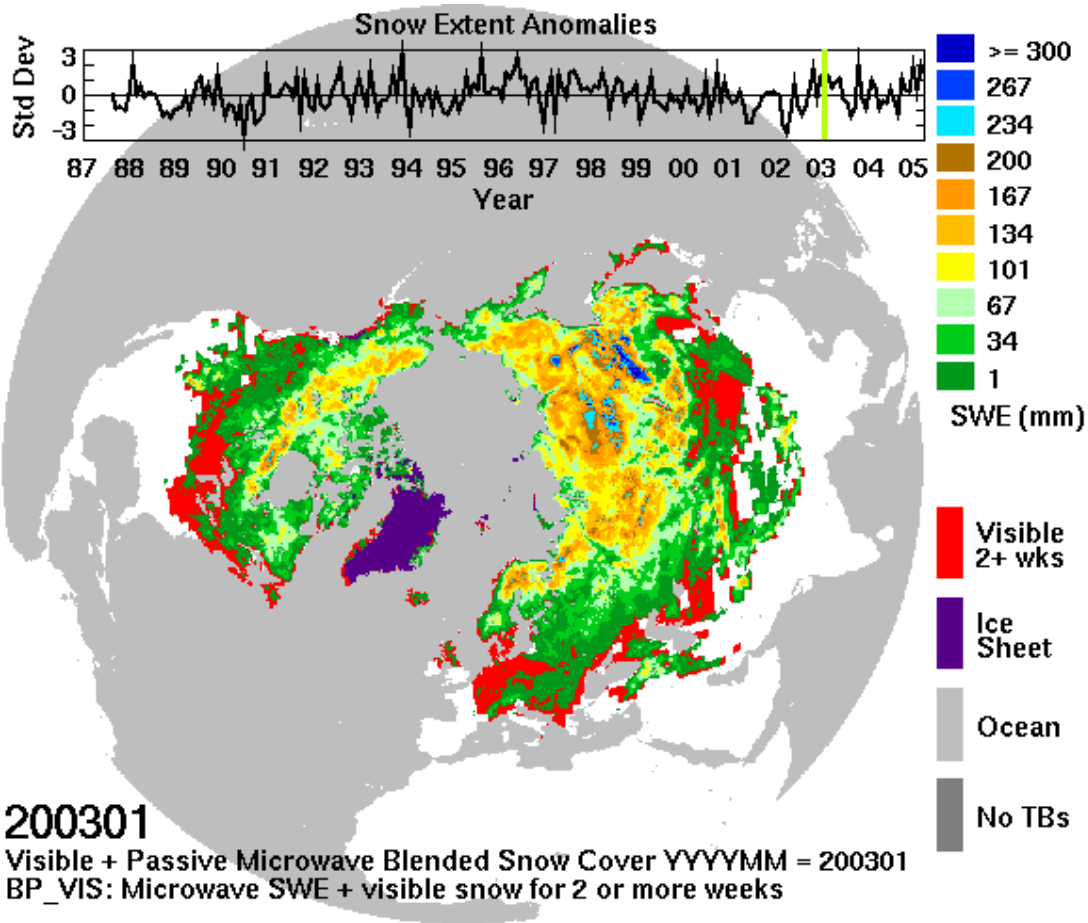 Snow Extent Anomalies
Std Dev
3
0
-3
87 88 89 90 91 92 93 94 95 96 97 98 99 00 01 02 03 04 05
Year
>= 300
267
234
200
167
134
101
67
34
1
SWE (mm)
Visible
2+ wks
Ice
Sheet
Ocean
No TBs
200301
Visible + Passive Microwave Blended Snow Cover YYYYMM = 200301
BP_VIS: Microwave SWE + visible snow for 2 or more weeks